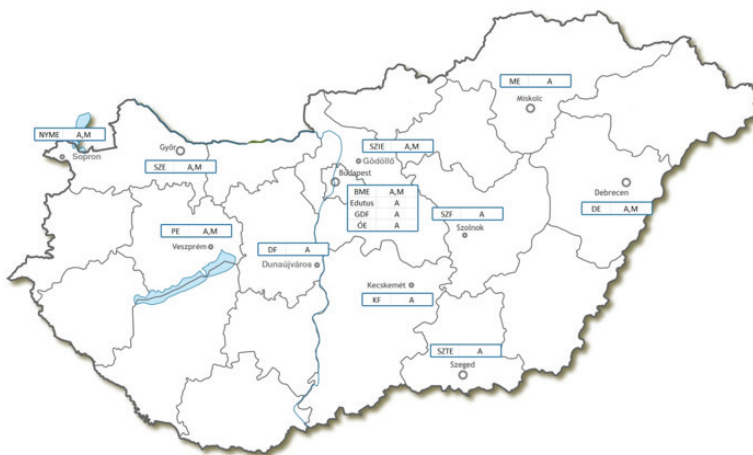 ME A
Miskolc
NYME A,M
Sopron
Győr
SZE A,M
SZIE A,M
Gödöllő
Budapest
BME A,M
Edutus A
GDF A
ÓE A
Debrecen
DE A,M
SZF A
Szolnok
PE A,M
Veszprém
DF A
Dunaújváros
Kecskemét
KF A
SZTE A
Szeged